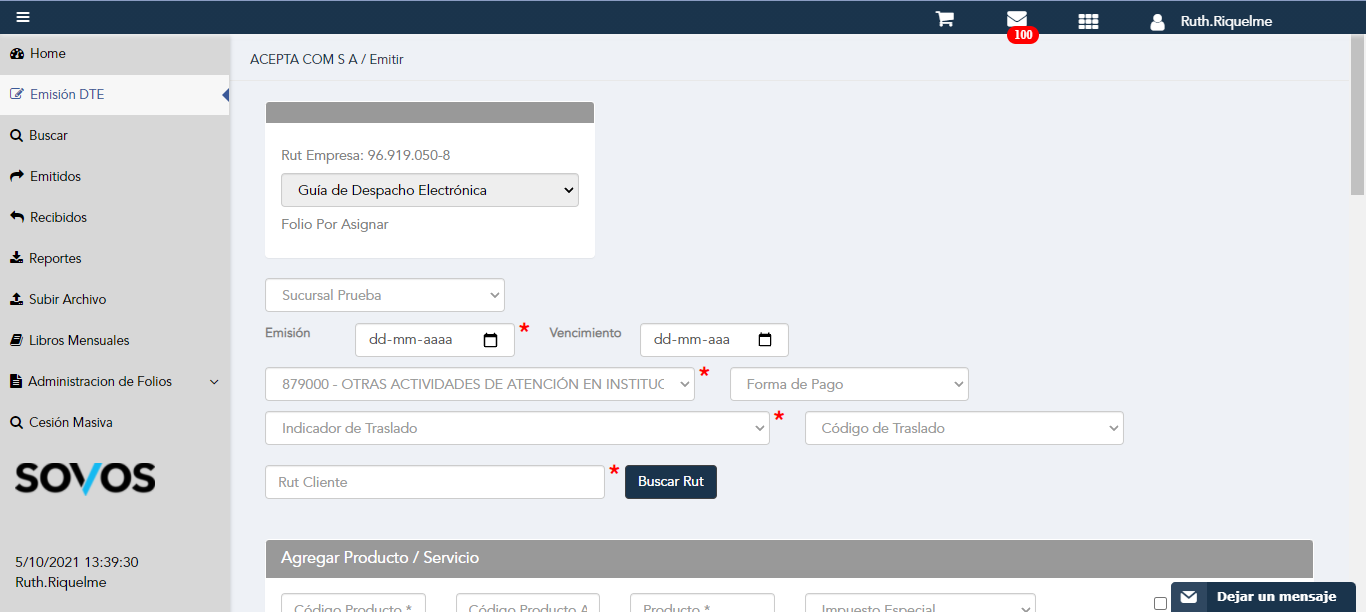 100
Ruth.Riquelme
Home
Emisión DTE
Buscar
Emitidos
Recibidos
Reportes
Subir Archivo
Libros Mensuales
Administracion de Folios
Cesión Masiva
SOVOS
5/10/2021 13:39:30
Ruth.Riquelme
ACEPTA COM S A / Emitir
Rut Empresa: 96.919.050-8
Guía de Despacho Electrónica
Folio Por Asignar
Sucursal Prueba
Emisión dd-mm-aaaa * Vencimiento dd-mm-aaa
879000 - OTRAS ACTIVIDADES DE ATENCIÓN EN INSTITUC * Forma de Pago
Indicador de Traslado * Código de Traslado
Rut Cliente * Buscar Rut
Agregar Producto / Servicio
Código Producto * Código Producto A Producto * Impuesto Especial
Dejar un mensaje